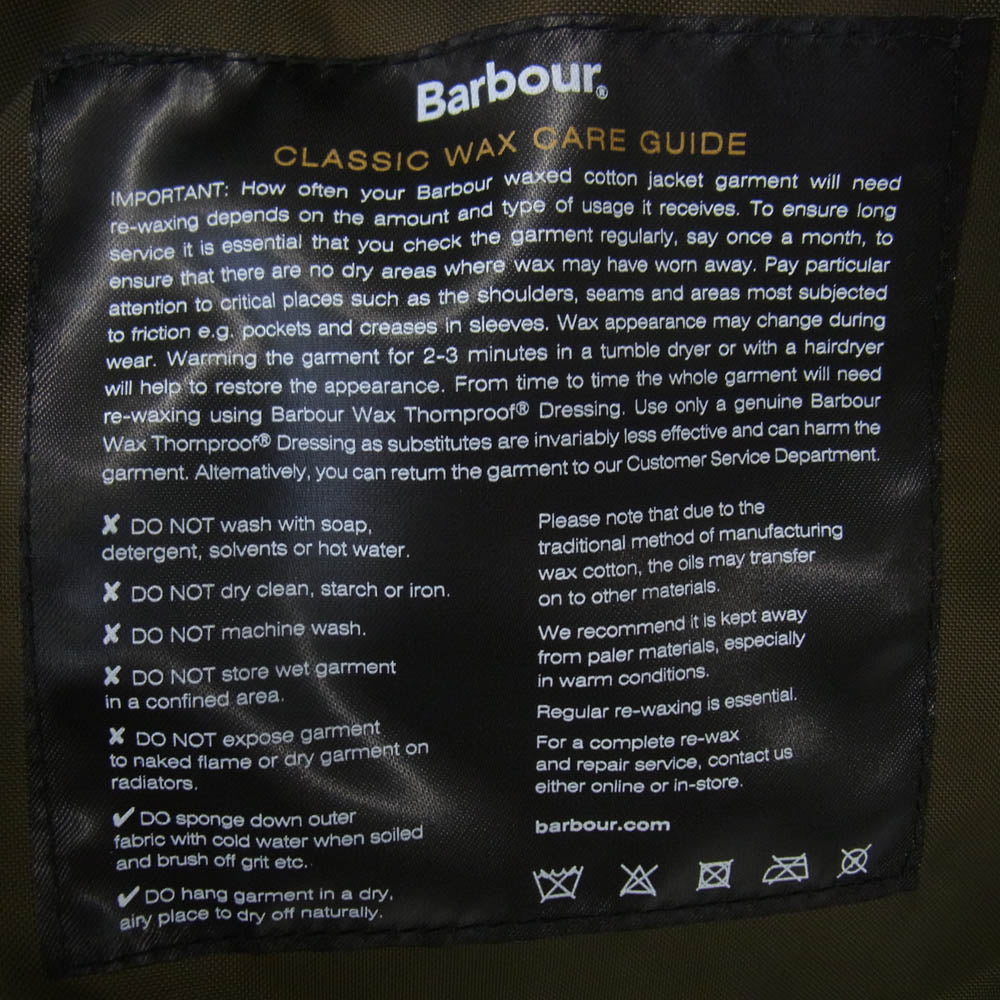 Barbour®
CLASSIC WAX CARE GUIDE
IMPORTANT: How often your Barbour waxed cotton jacket garment will need
re-waxing depends on the amount and type of usage it receives. To ensure long
service it is essential that you check the garment regularly, say once a month, to
ensure that there are no dry areas where wax may have worn away. Pay particular
attention to critical places such as the shoulders, seams and areas most subjected
to friction e.g. pockets and creases in sleeves. Wax appearance may change during
wear. Warming the garment for 2-3 minutes in a tumble dryer or with a hairdryer
will help to restore the appearance. From time to time the whole garment will need
re-waxing using Barbour Wax Thornproof® Dressing. Use only a genuine Barbour
Wax Thornproof® Dressing as substitutes are invariably less effective and can harm the
garment. Alternatively, you can return the garment to our Customer Service Department.
✘ DO NOT wash with soap,
detergent, solvents or hot water.
✘ DO NOT dry clean, starch or iron.
✘ DO NOT machine wash.
✘ DO NOT store wet garment
in a confined area.
✘ DO NOT expose garment
to naked flame or dry garment on
radiators.
✔ DO sponge down outer
fabric with cold water when soiled
and brush off grit etc.
✔ DO hang garment in a dry,
airy place to dry off naturally.
Please note that due to the
traditional method of manufacturing
wax cotton, the oils may transfer
on to other materials.
We recommend it is kept away
from paler materials, especially
in warm conditions.
Regular re-waxing is essential.
For a complete re-wax
and repair service, contact us
either online or in-store.
barbour.com